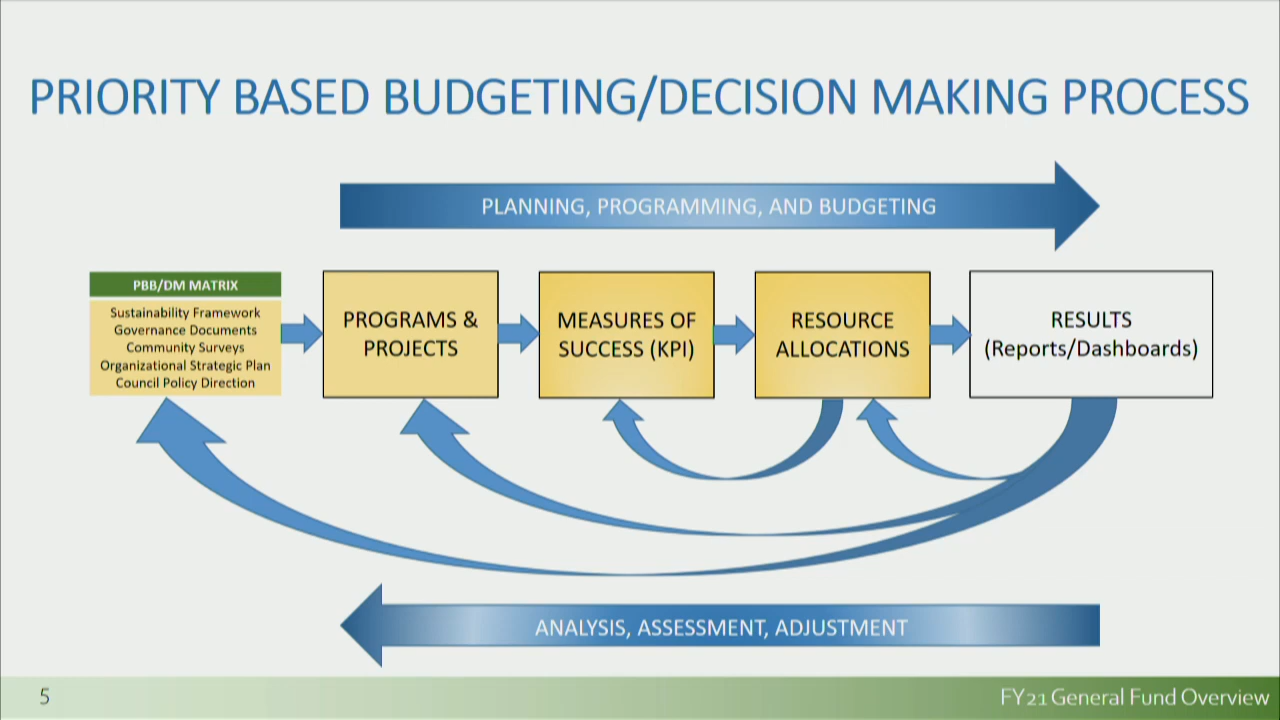 PRIORITY BASED BUDGETING/DECISION MAKING PROCESS
PLANNING, PROGRAMMING, AND BUDGETING
PBB/DM MATRIX
Sustainability Framework
Governance Documents
Community Surveys
Organizational Strategic Plan
Council Policy Direction
PROGRAMS &
PROJECTS
MEASURES OF
SUCCESS (KPI)
RESOURCE
ALLOCATIONS
RESULTS
(Reports/Dashboards)
ANALYSIS, ASSESSMENT, ADJUSTMENT
5
FY21 General Fund Overview